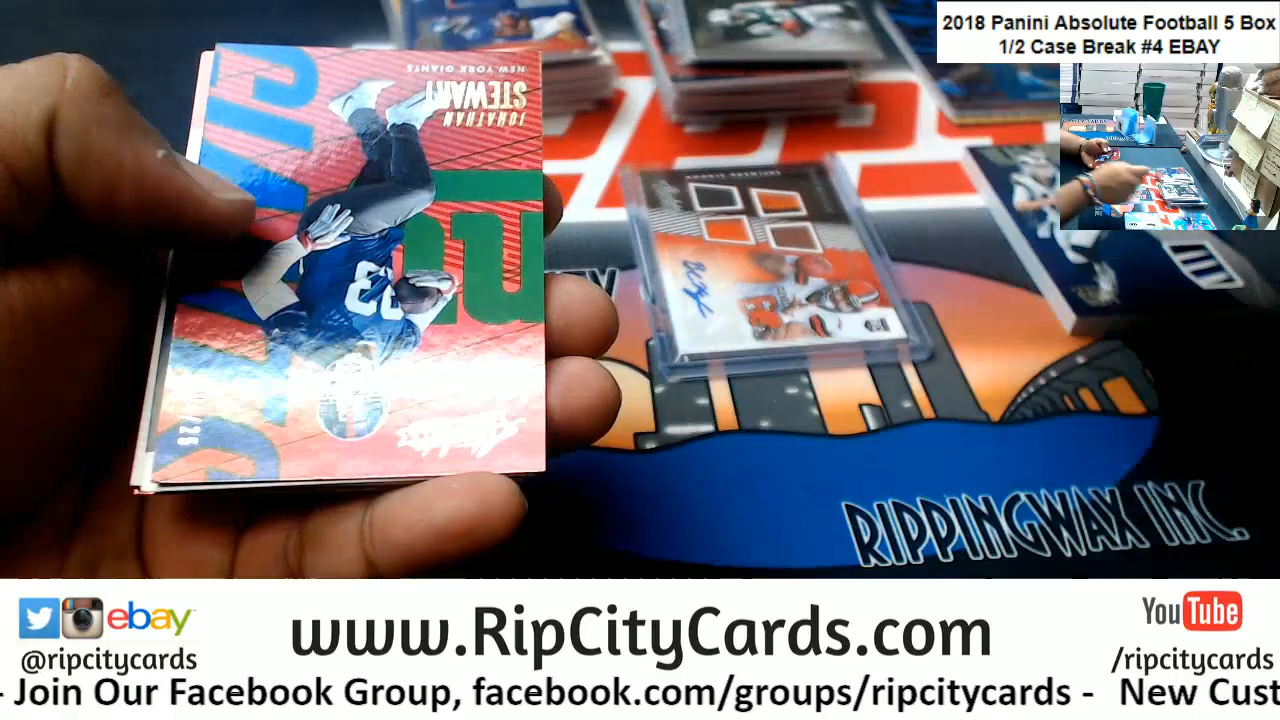 2018 Panini Absolute Football 5 Box
1/2 Case Break #4 EBAY
NEW YORK GIANTS
STEWART
JONATHAN
/25
RIPPINGWAX INC.
ebay
@ripcitycards
www.RipCityCards.com
YouTube
/ripcitycards
- Join Our Facebook Group, facebook.com/groups/ripcitycards - New Cust